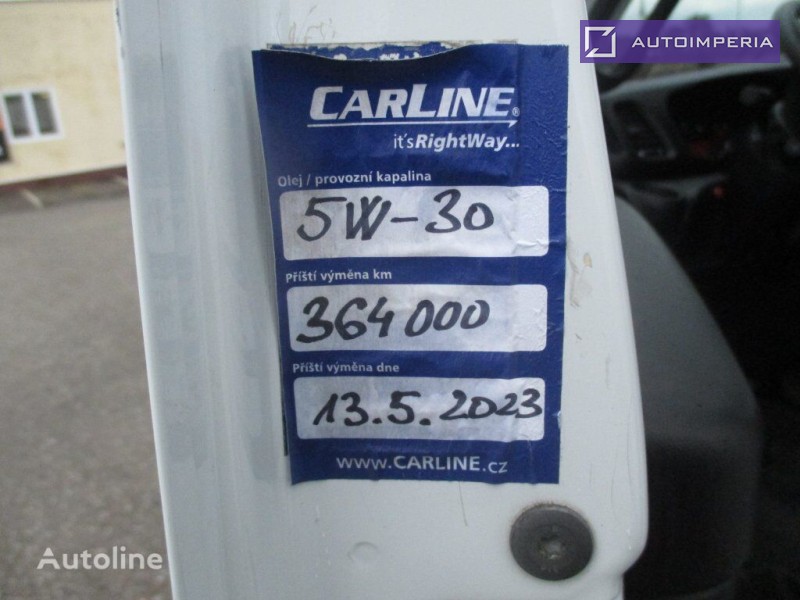 AUTOIMPERIA
CARLINE®
it'sRightWay...
Olej / provozní kapalina
5W-30
Příští výměna km
364000
Příští výměna dne
13.5.2023
www.CARLINE.cz
Autoline